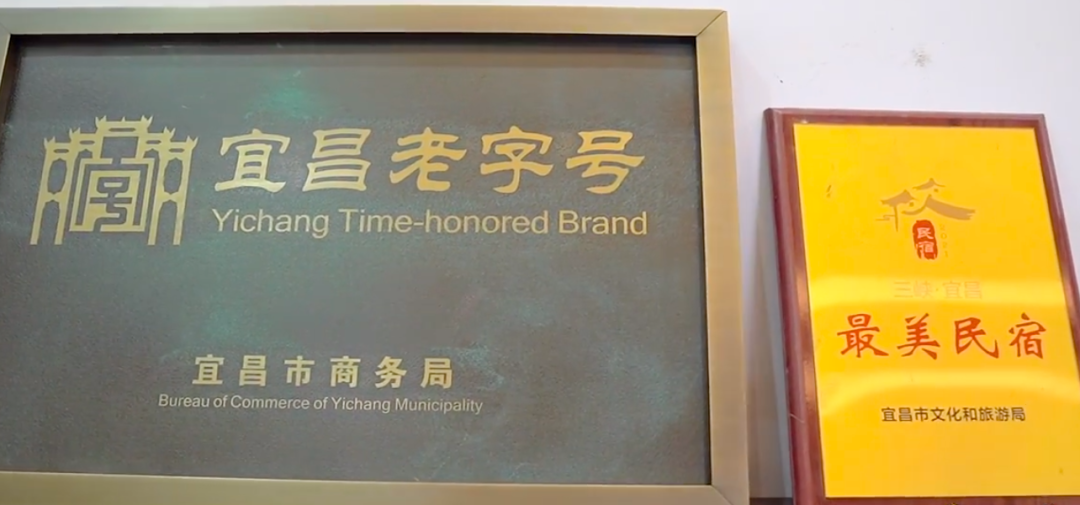 宜昌老字号
Yichang Time-honored Brand
宜昌市商务局
Bureau of Commerce of Yichang Municipality
民宿
三峡·宜昌
最美民宿
宜昌市文化和旅游局